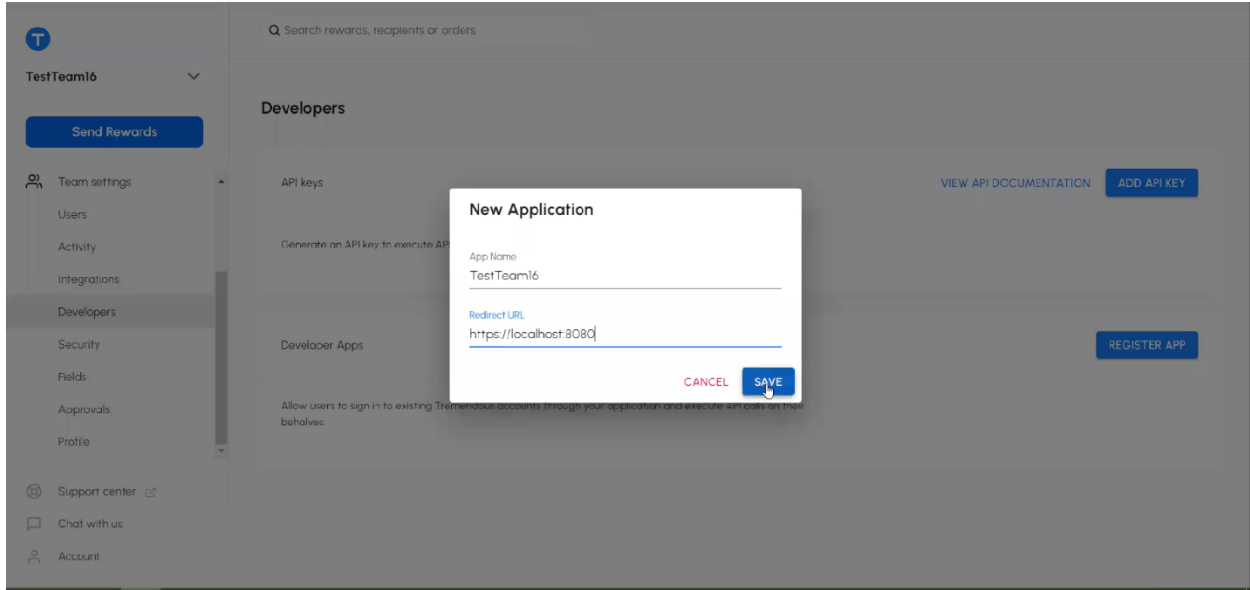 T
Search rewards, recipients or orders
TestTeam16
Send Rewards
Team settings
Users
Activity
Integrations
Developers
Security
Fields
Approvals
Profile
Support center
Chat with us
Account
Developers
API keys
VIEW API DOCUMENTATION
ADD API KEY
Generate an API key to execute AP
Developer Apps
REGISTER APP
Allow users to sign in to existing Tremendous accounts through your application and execute API calls on their
behalves.
New Application
App Name
TestTeam16
Redirect URL
https://localhost:8080
CANCEL
SAVE